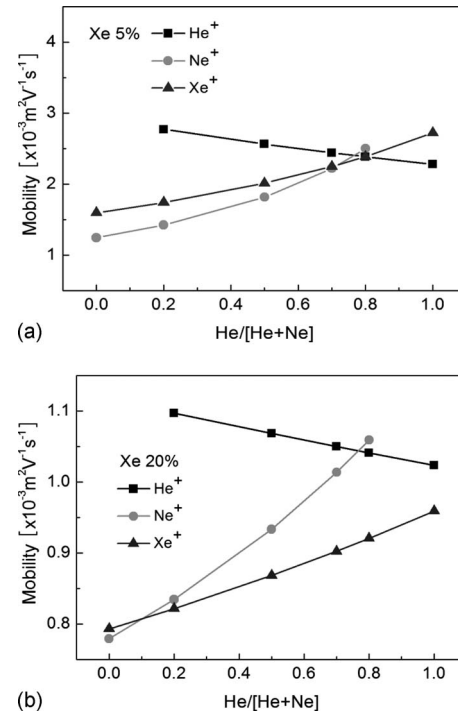 Xe 5%
He+
Ne+
Xe+
4
3
2
1
Mobility [x10-3m2V-1s-1]
0.0 0.2 0.4 0.6 0.8 1.0
He/[He+Ne]
(a)
Xe 20%
He+
Ne+
Xe+
1.1
1.0
0.9
0.8
Mobility [x10-3m2V-1s-1]
0.0 0.2 0.4 0.6 0.8 1.0
He/[He+Ne]
(b)